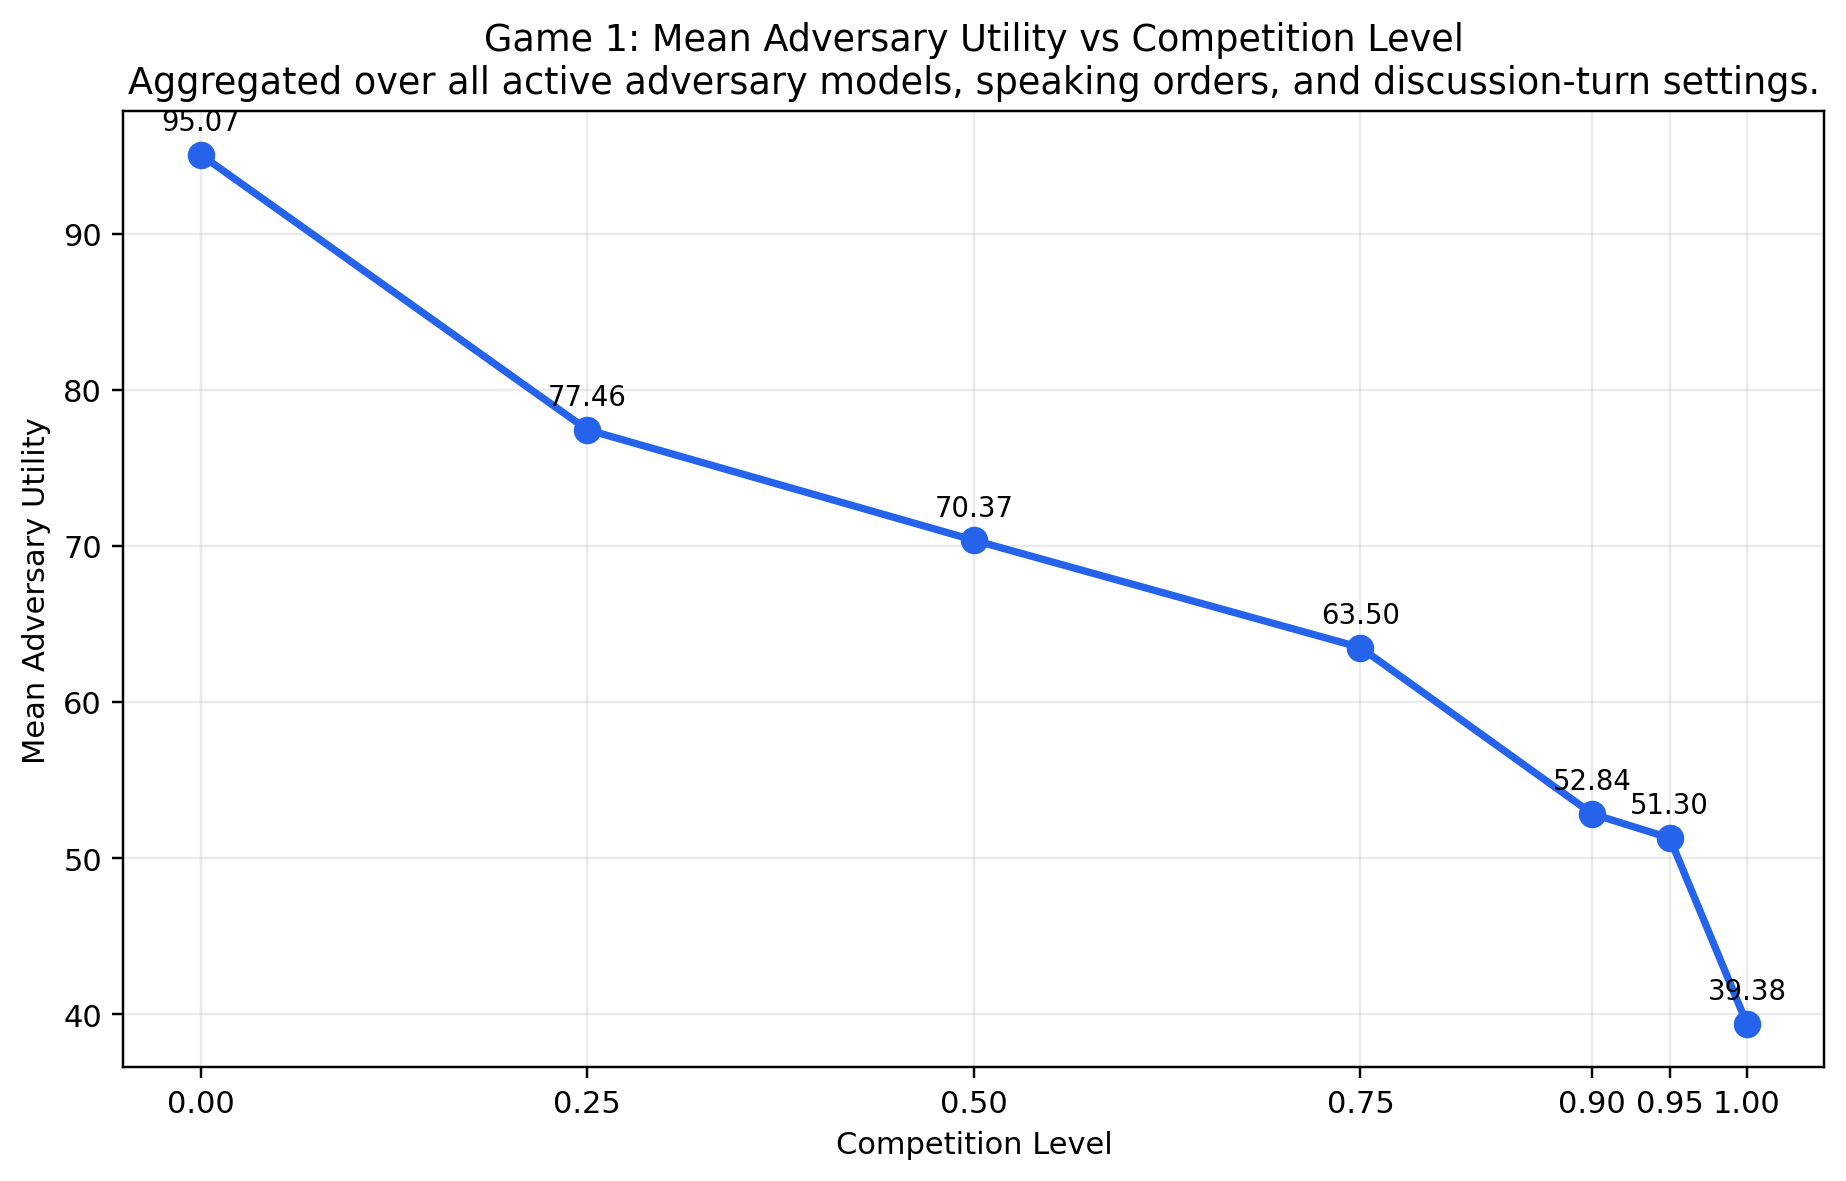 Game 1: Mean Adversary Utility vs Competition Level
Aggregated over all active adversary models, speaking orders, and discussion-turn settings.
95.07
77.46
70.37
63.50
52.84
51.30
39.38
90
80
70
60
50
40
Mean Adversary Utility
0.00 0.25 0.50 0.75 0.90 0.95 1.00
Competition Level